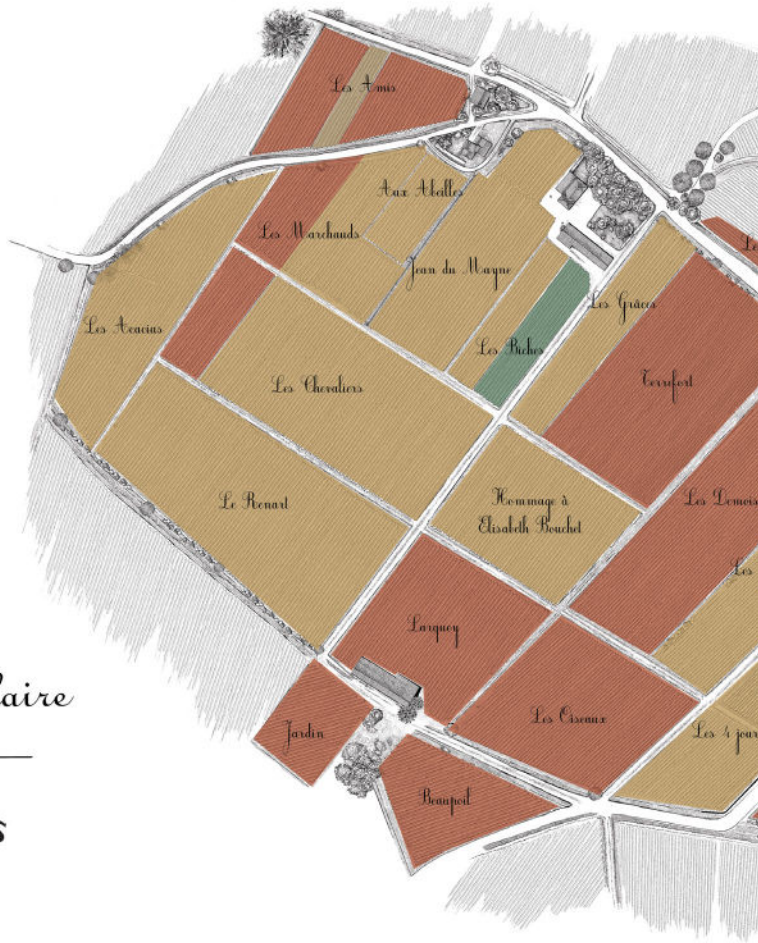 Les Amis
Aux Abeilles
Les Marchauds
Jean du Mayne
Les Acacias
Les Biches
Les Grâces
Les Chevaliers
Terrefort
Le Renart
Hommage à
Elisabeth Bouchet
Les Demois
Les
Larquey
Les Oiseaux
Jardin
Les 4 jour
Beaupoil
laire
s